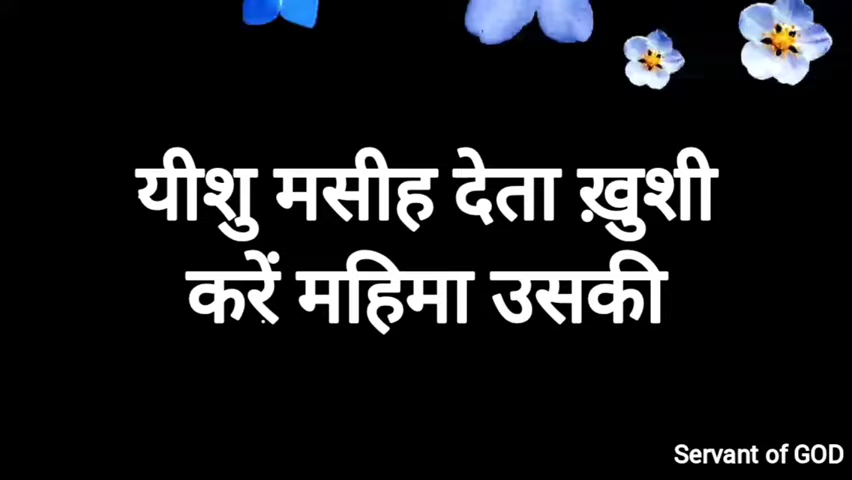 यीशु मसीह देता ख़ुशी
करें महिमा उसकी
Servant of GOD